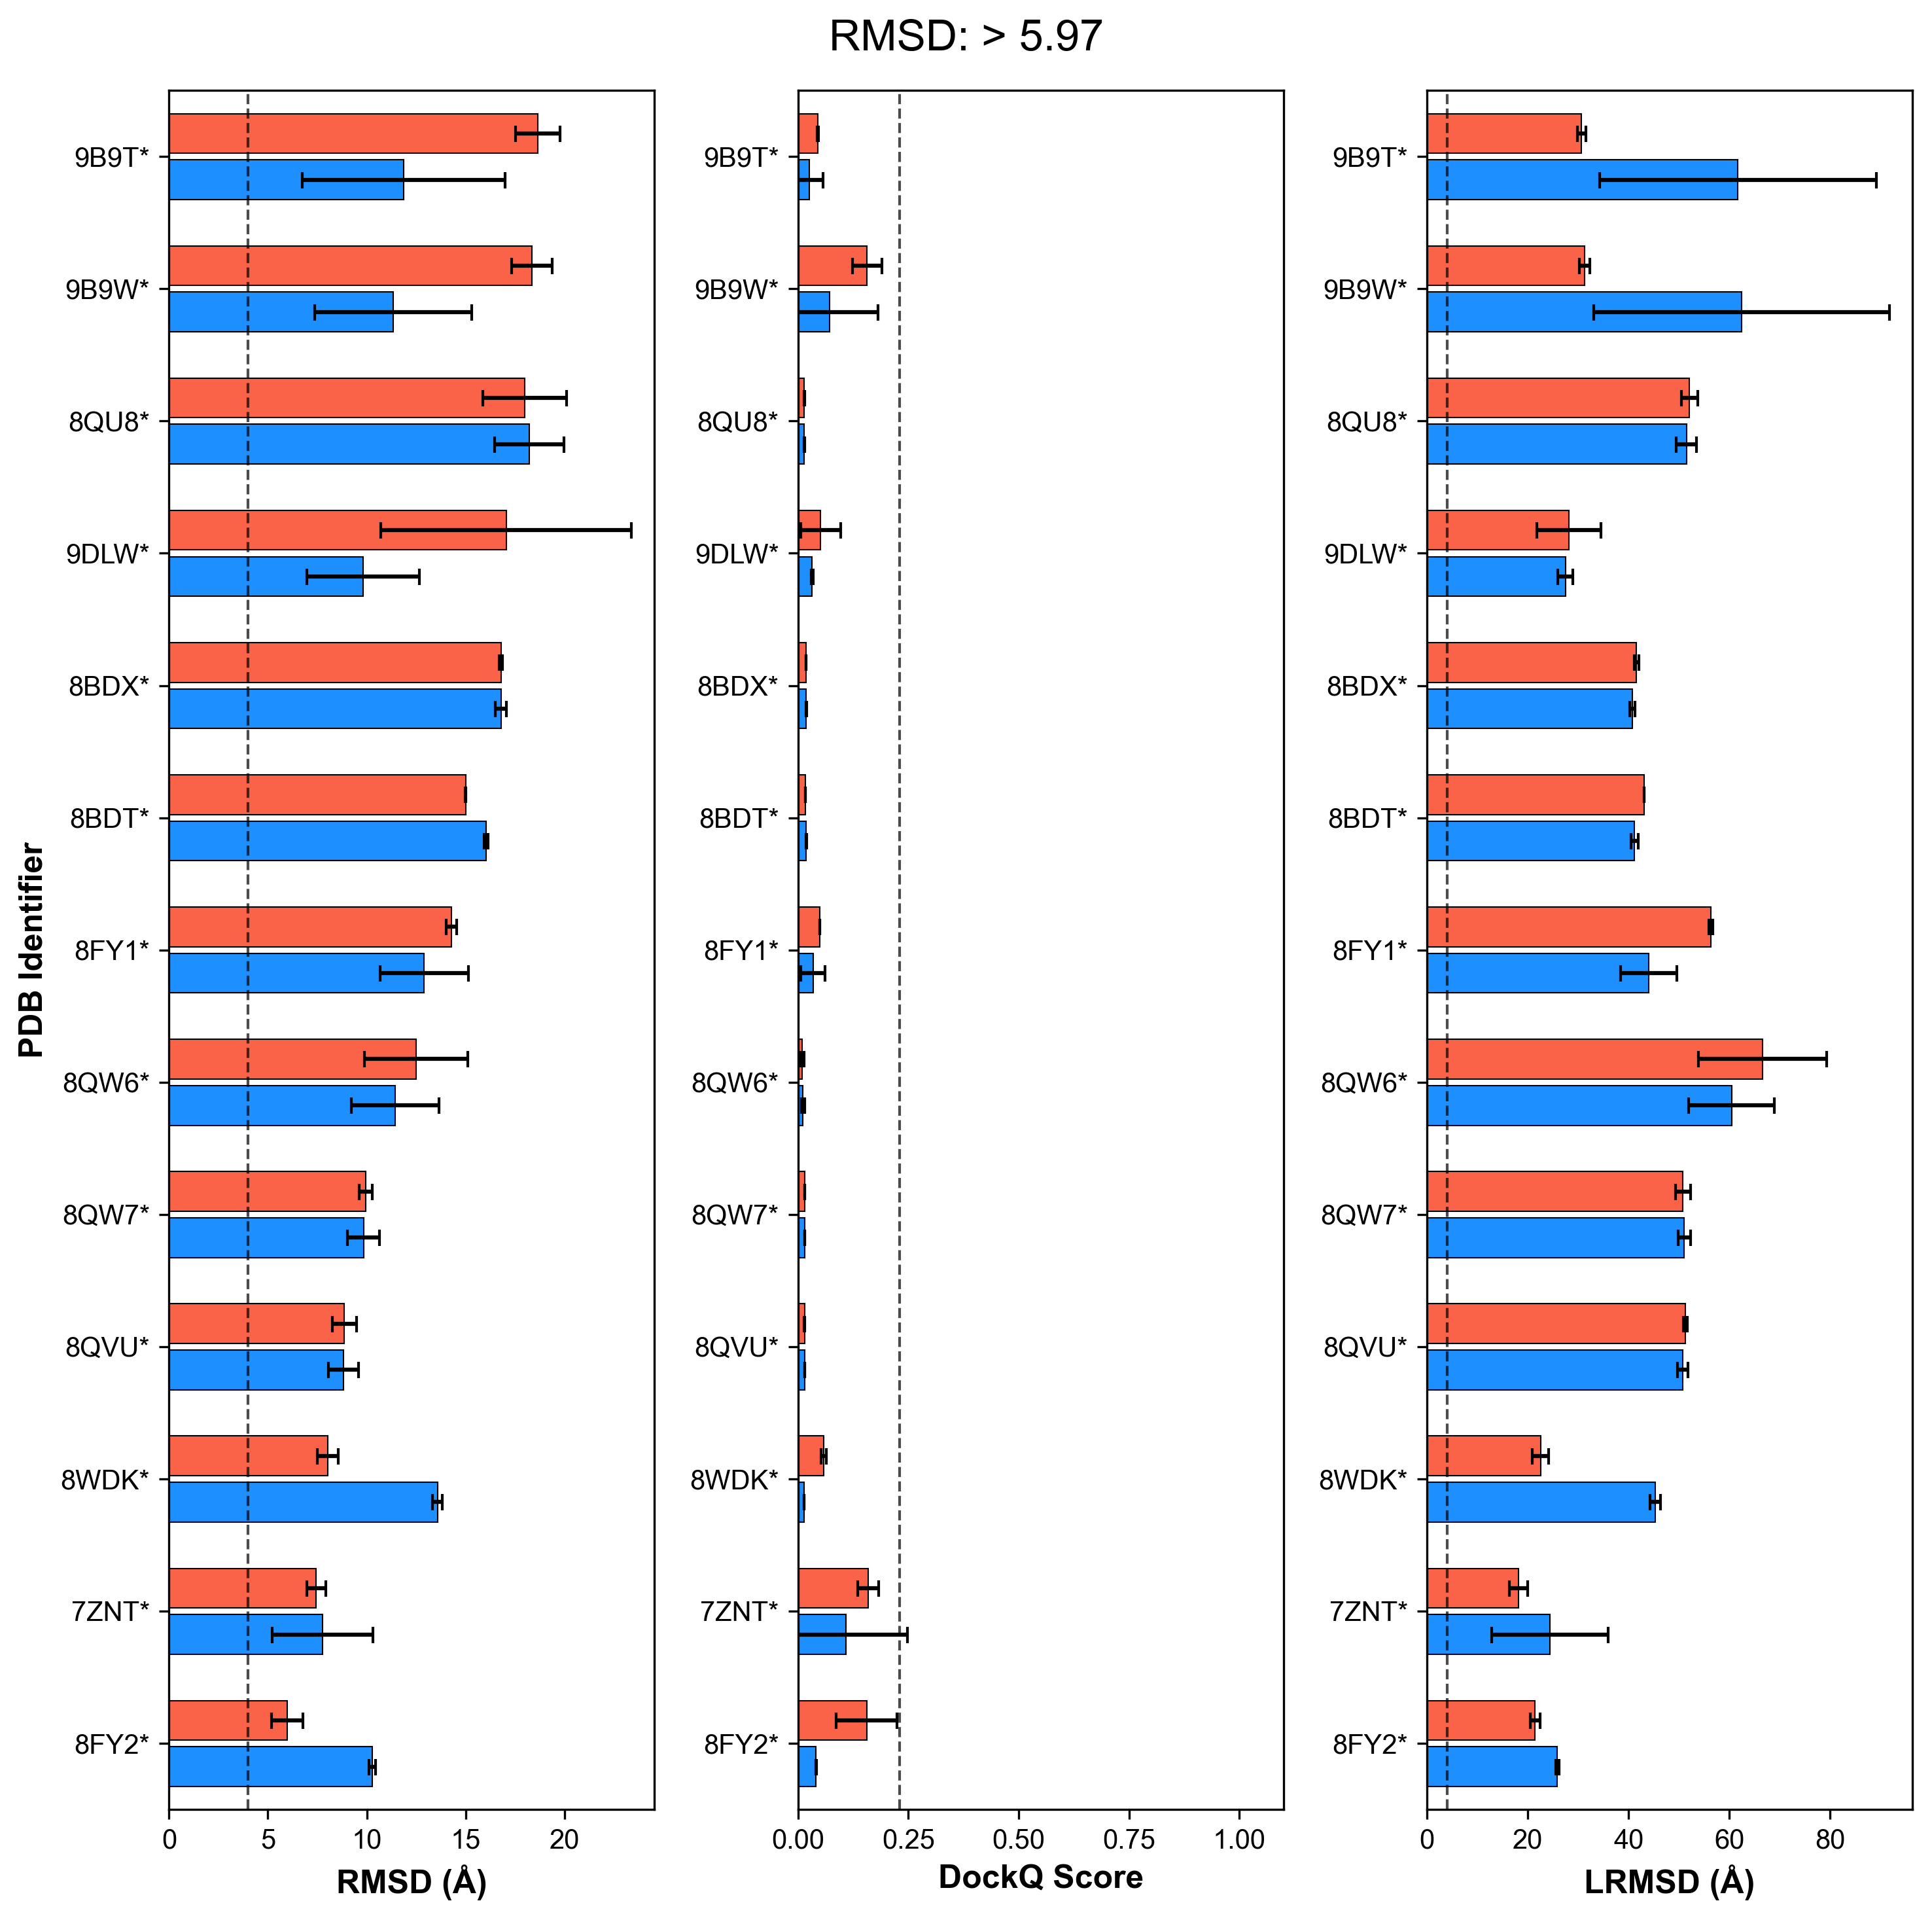 RMSD: > 5.97
PDB Identifier
9B9T*
9B9W*
8QU8*
9DLW*
8BDX*
8BDT*
8FY1*
8QW6*
8QW7*
8QVU*
8WDK*
7ZNT*
8FY2*
0 5 10 15 20
RMSD (Å)
9B9T*
9B9W*
8QU8*
9DLW*
8BDX*
8BDT*
8FY1*
8QW6*
8QW7*
8QVU*
8WDK*
7ZNT*
8FY2*
0.00 0.25 0.50 0.75 1.00
DockQ Score
9B9T*
9B9W*
8QU8*
9DLW*
8BDX*
8BDT*
8FY1*
8QW6*
8QW7*
8QVU*
8WDK*
7ZNT*
8FY2*
0 20 40 60 80
LRMSD (Å)